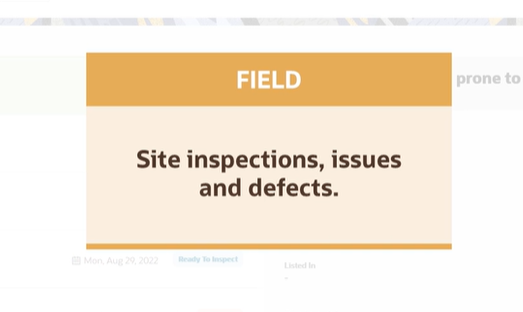 FIELD
prone to
Site inspections, issues
and defects.
Mon, Aug 29, 2022 Ready To Inspect
Listed In
-